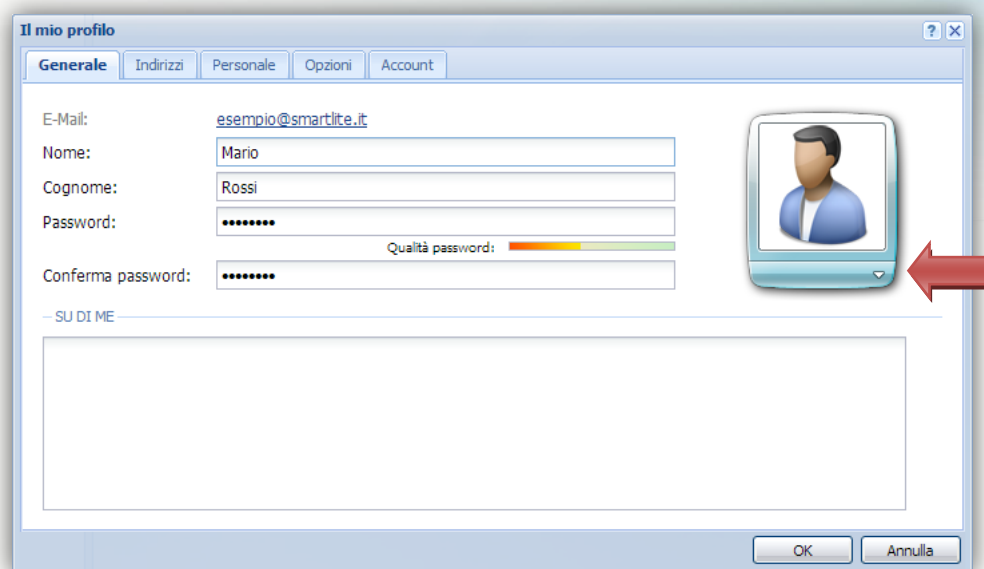 Il mio profilo
Generale Indirizzi Personale Opzioni Account
E-Mail: esempio@smartlite.it
Nome: Mario
Cognome: Rossi
Password: ••••••••
Qualità password:
Conferma password: ••••••••
SU DI ME
OK Annulla